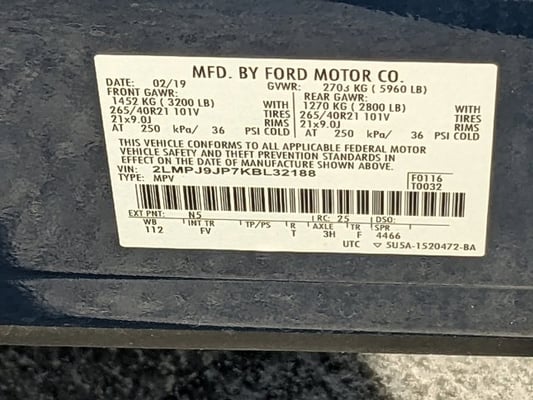 MFD. BY FORD MOTOR CO.
DATE: 02/19 GVWR: 2703 KG ( 5960 LB)
FRONT GAWR: REAR GAWR:
1452 KG ( 3200 LB) WITH 1270 KG ( 2800 LB) WITH
265/40R21 101V TIRES 265/40R21 101V TIRES
21x9.0J RIMS 21x9.0J RIMS
AT 250 kPa/ 36 PSI COLD AT 250 kPa/ 36 PSI COLD
THIS VEHICLE CONFORMS TO ALL APPLICABLE FEDERAL MOTOR
VEHICLE SAFETY AND THEFT PREVENTION STANDARDS IN
EFFECT ON THE DATE OF MANUFACTURE SHOWN ABOVE.
VIN: 2LMPJ9JP7KBL32188 F0116
TYPE: MPV T0032
EXT PNT: N5 RC: 25 DSO:
WB INT TR TP/PS R AXLE TR SPR
112 FV T 3H F 4466
UTC 5U5A-1520472-BA